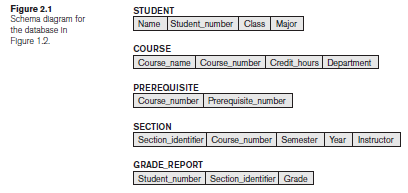 Figure 2.1
Schema diagram for
the database in
Figure 1.2.
STUDENT
Name Student_number Class Major
COURSE
Course_name Course_number Credit_hours Department
PREREQUISITE
Course_number Prerequisite_number
SECTION
Section_identifier Course_number Semester Year Instructor
GRADE_REPORT
Student_number Section_identifier Grade